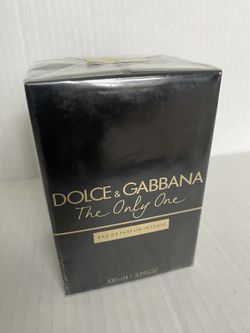 DOLCE & GABBANA
The Only One
EAU DE PARFUM INTENSE
100 ml ℮ 3.3 FL.OZ.